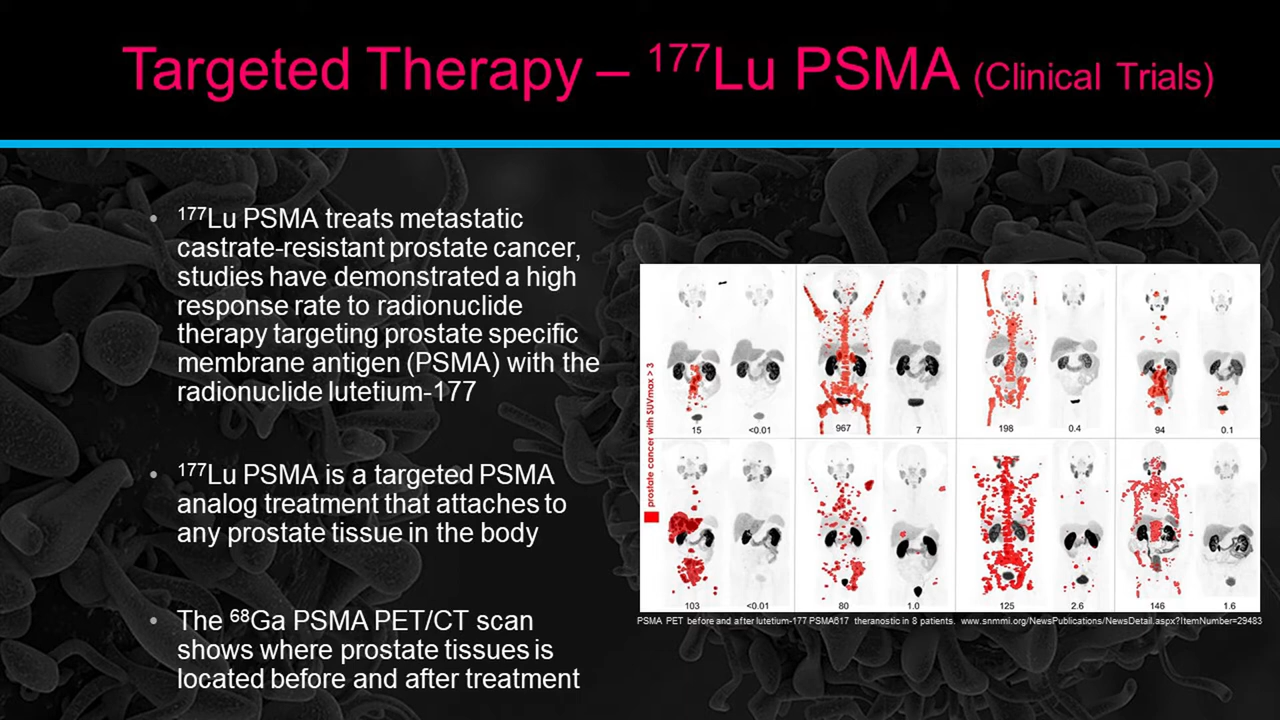 Targeted Therapy – ¹⁷⁷Lu PSMA (Clinical Trials)
• ¹⁷⁷Lu PSMA treats metastatic
castrate-resistant prostate cancer,
studies have demonstrated a high
response rate to radionuclide
therapy targeting prostate specific
membrane antigen (PSMA) with the
radionuclide lutetium-177
• ¹⁷⁷Lu PSMA is a targeted PSMA
analog treatment that attaches to
any prostate tissue in the body
• The ⁶⁸Ga PSMA PET/CT scan
shows where prostate tissues is
located before and after treatment
prostate cancer with SUVmax > 3
15 <0.01 967 7 198 0.4 94 0.1
103 <0.01 80 1.0 125 2.6 146 1.6
PSMA PET before and after lutetium-177 PSMA617 theranostic in 8 patients. www.snmmi.org/NewsPublications/NewsDetail.aspx?ItemNumber=29483